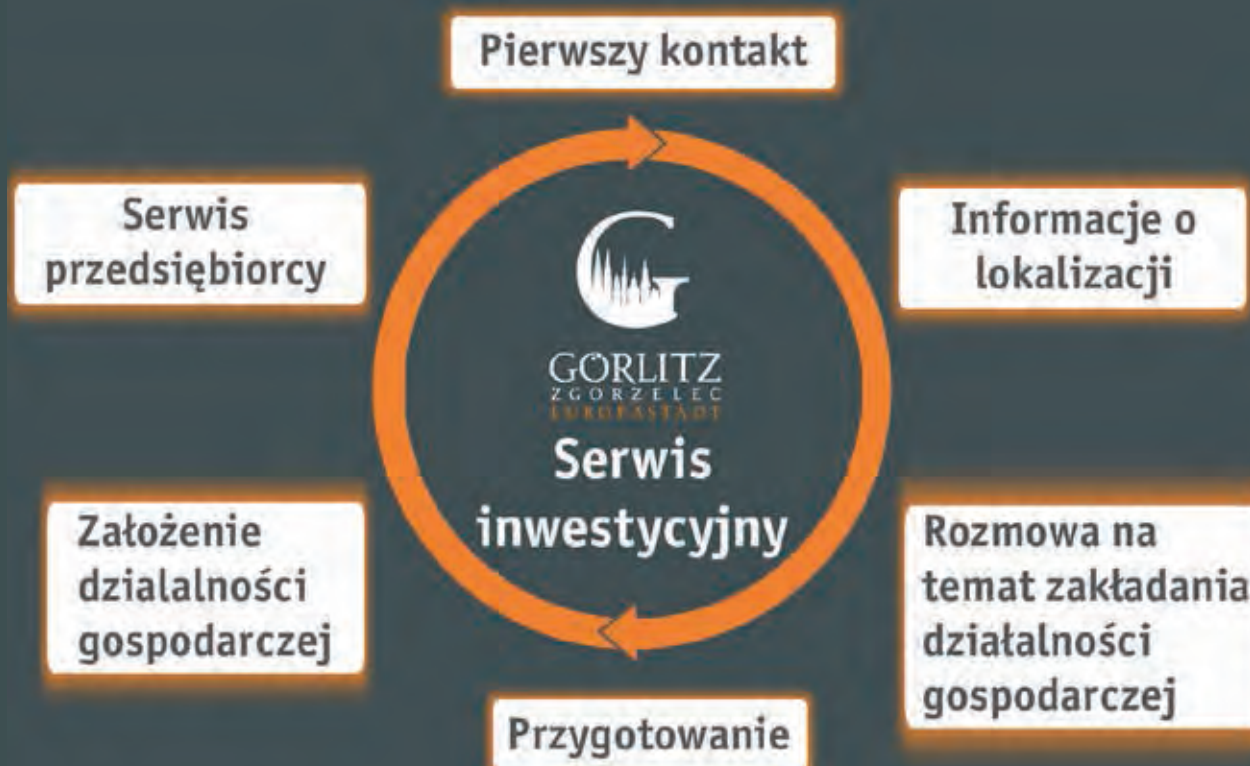 Pierwszy kontakt
Serwis
przedsiębiorcy
Informacje o
lokalizacji
GÖRLITZ
ZGORZELEC
EUROPASTADT
Serwis
inwestycyjny
Założenie
dzialalności
gospodarczej
Rozmowa na
temat zakładania
działalności
gospodarczej
Przygotowanie